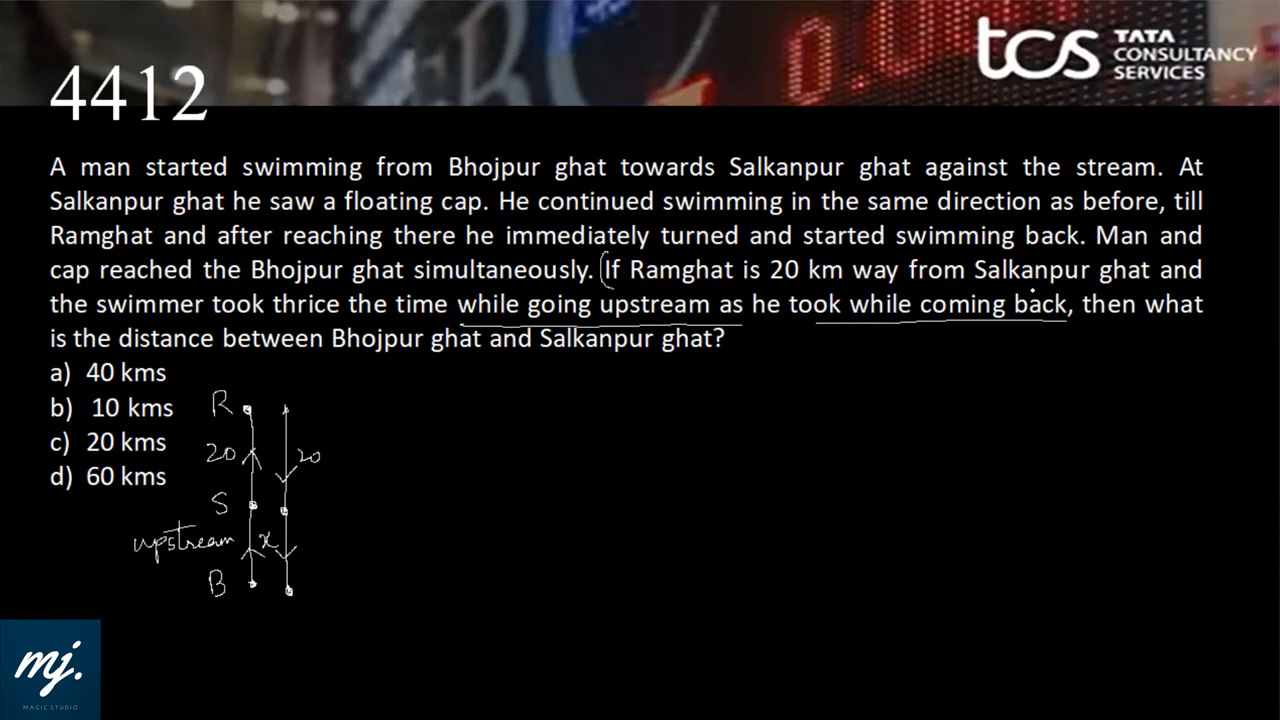 tcs TATA
CONSULTANCY
SERVICES
4412
A man started swimming from Bhojpur ghat towards Salkanpur ghat against the stream. At
Salkanpur ghat he saw a floating cap. He continued swimming in the same direction as before, till
Ramghat and after reaching there he immediately turned and started swimming back. Man and
cap reached the Bhojpur ghat simultaneously. (If Ramghat is 20 km way from Salkanpur ghat and
the swimmer took thrice the time while going upstream as he took while coming back, then what
is the distance between Bhojpur ghat and Salkanpur ghat?
a) 40 kms
b) 10 kms
c) 20 kms
d) 60 kms
R
20 20
S
upstream x
B
mj.
MAGIC STUDIO